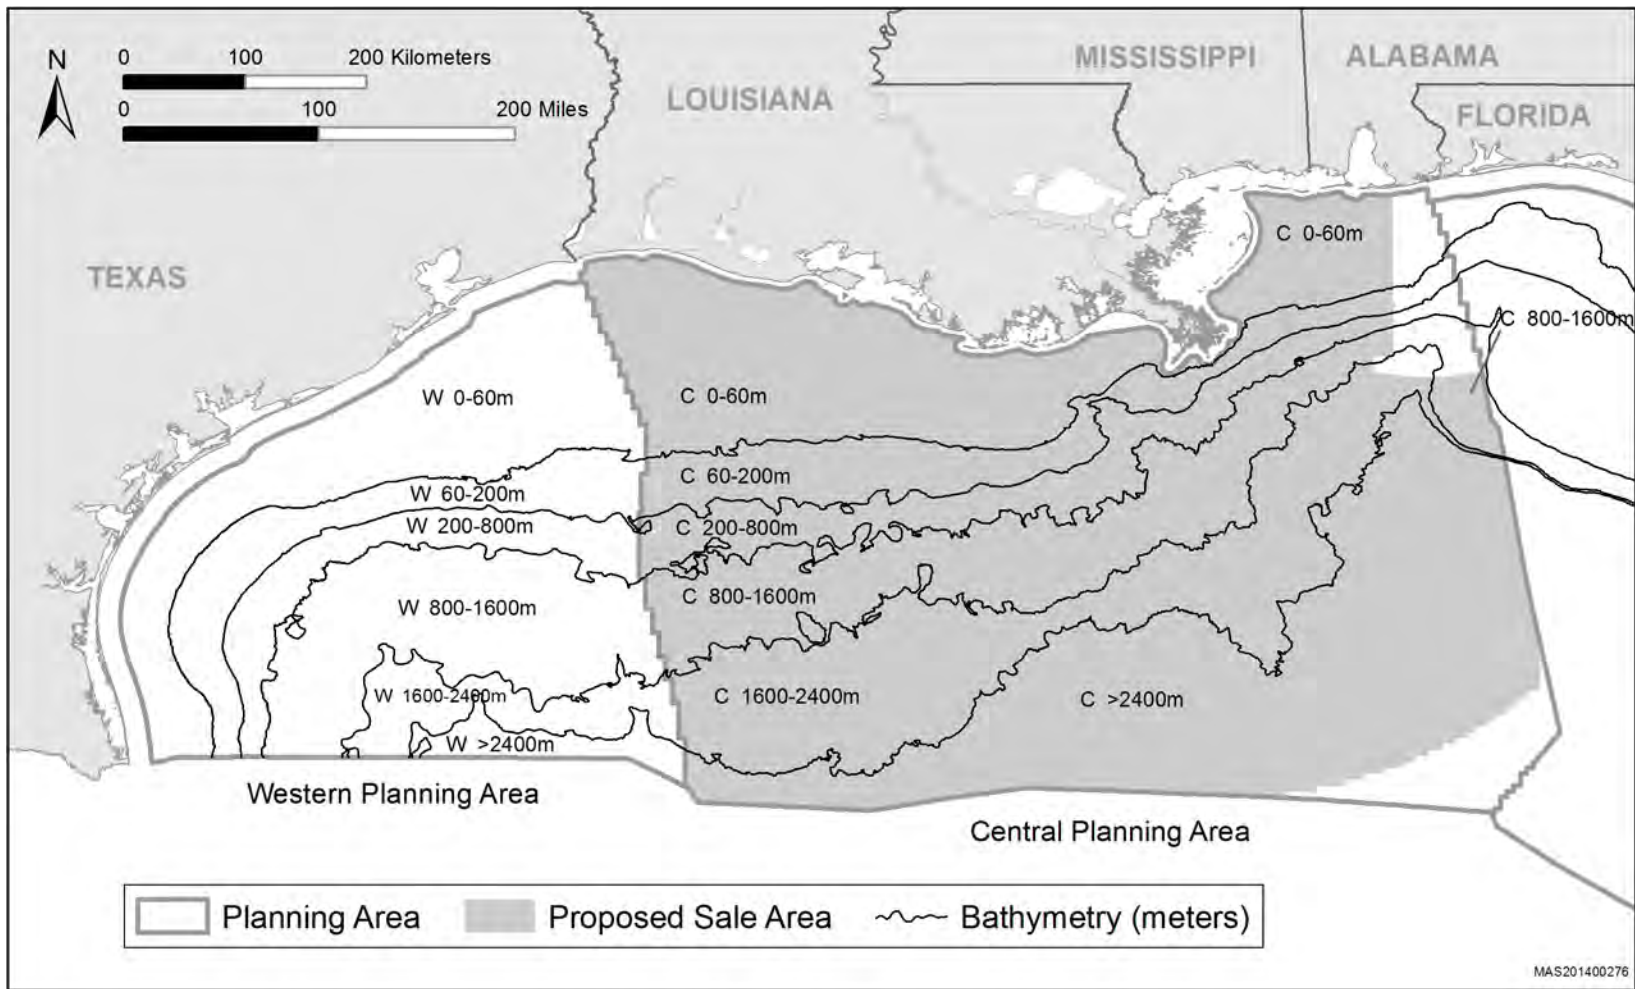 N
0 100 200 Kilometers
0 100 200 Miles
MISSISSIPPI
ALABAMA
LOUISIANA
FLORIDA
TEXAS
C 0-60m
C 800-1600m
W 0-60m
C 0-60m
W 60-200m
C 60-200m
W 200-800m
C 200-800m
W 800-1600m
C 800-1600m
W 1600-2400m
C 1600-2400m
C >2400m
W >2400m
Western Planning Area
Central Planning Area
Planning Area
Proposed Sale Area
Bathymetry (meters)
MAS201400276